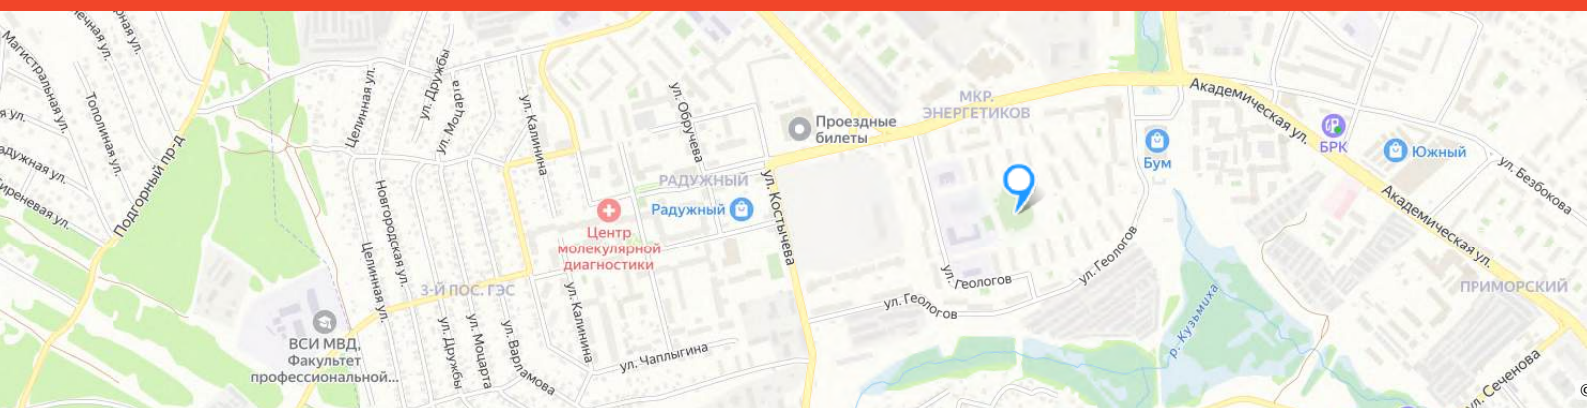 Магистральная ул.
Тополиная ул.
Подгорный пр-д
Целинная ул.
ул. Дружбы
ул. Моцарта
ул. Калинина
ул. Обручева
Проездные
билеты
МКР.
ЭНЕРГЕТИКОВ
Академическая ул.
БРК
Южный
ул. Безбокова
Бум
РАДУЖНЫЙ
Радужный
ул. Костычева
Центр
молекулярной
диагностики
Новгородская ул.
Целинная ул.
3-Й ПОС. ГЭС
ул. Калинина
ул. Геологов
ул. Геологов
ул. Геологов
Академическая ул.
ПРИМОРСКИЙ
р. Кузьмиха
ВСИ МВД,
Факультет
профессиональной...
ул. Дружбы
ул. Моцарта
ул. Варламова
ул. Чаплыгина
ул. Сеченова
©